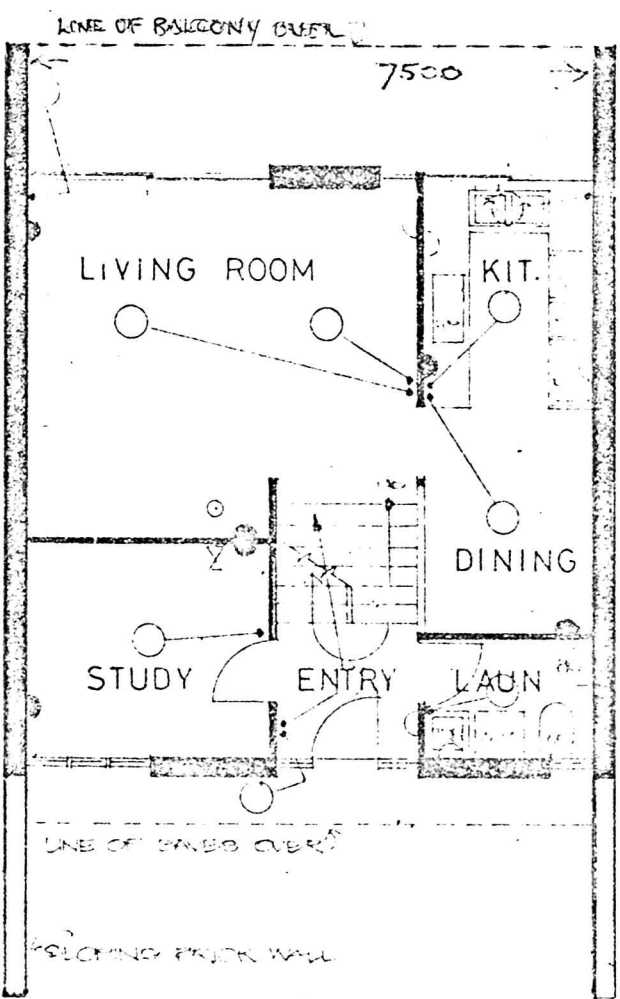 LINE OF BALCONY OVER
7500
LIVING ROOM
KIT.
DINING
STUDY
ENTRY
LAUN
LINE OF EAVES OVER
BRICK WALL